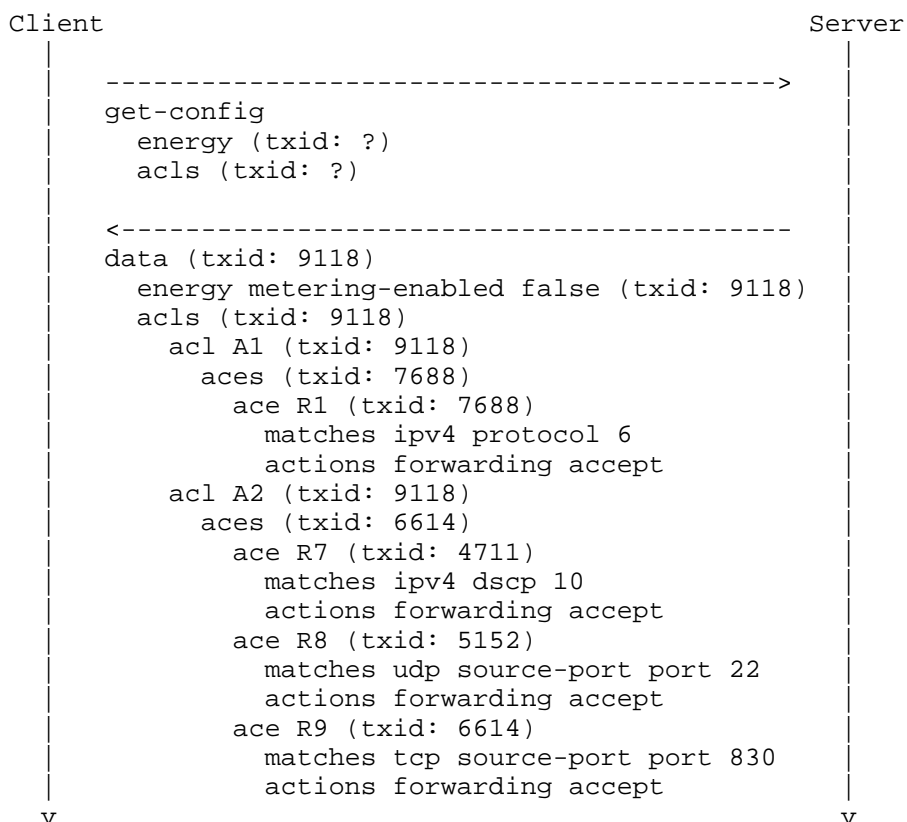 Client                                            Server
  |                                                 |
  |   ------------------------------------------>   |
  |   get-config                                    |
  |     energy (txid: ?)                            |
  |     acls (txid: ?)                              |
  |                                                 |
  |   <------------------------------------------   |
  |   data (txid: 9118)                             |
  |     energy metering-enabled false (txid: 9118)  |
  |     acls (txid: 9118)                           |
  |       acl A1 (txid: 9118)                       |
  |         aces (txid: 7688)                       |
  |           ace R1 (txid: 7688)                   |
  |             matches ipv4 protocol 6             |
  |             actions forwarding accept           |
  |       acl A2 (txid: 9118)                       |
  |         aces (txid: 6614)                       |
  |           ace R7 (txid: 4711)                   |
  |             matches ipv4 dscp 10                |
  |             actions forwarding accept           |
  |           ace R8 (txid: 5152)                   |
  |             matches udp source-port port 22     |
  |             actions forwarding accept           |
  |           ace R9 (txid: 6614)                   |
  |             matches tcp source-port port 830    |
  |             actions forwarding accept           |
  v                                                 v